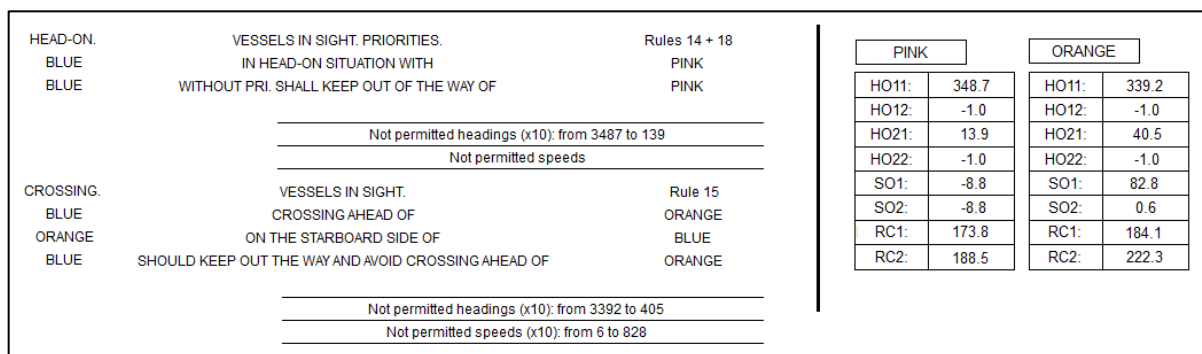 HEAD-ON. VESSELS IN SIGHT. PRIORITIES. Rules 14 + 18
BLUE IN HEAD-ON SITUATION WITH PINK
BLUE WITHOUT PRI. SHALL KEEP OUT OF THE WAY OF PINK
Not permitted headings (x10): from 3487 to 139
Not permitted speeds
CROSSING. VESSELS IN SIGHT. Rule 15
BLUE CROSSING AHEAD OF ORANGE
ORANGE ON THE STARBOARD SIDE OF BLUE
BLUE SHOULD KEEP OUT THE WAY AND AVOID CROSSING AHEAD OF ORANGE
Not permitted headings (x10): from 3392 to 405
Not permitted speeds (x10): from 6 to 828
PINK ORANGE
HO11: 348.7 HO11: 339.2
HO12: -1.0 HO12: -1.0
HO21: 13.9 HO21: 40.5
HO22: -1.0 HO22: -1.0
SO1: -8.8 SO1: 82.8
SO2: -8.8 SO2: 0.6
RC1: 173.8 RC1: 184.1
RC2: 188.5 RC2: 222.3